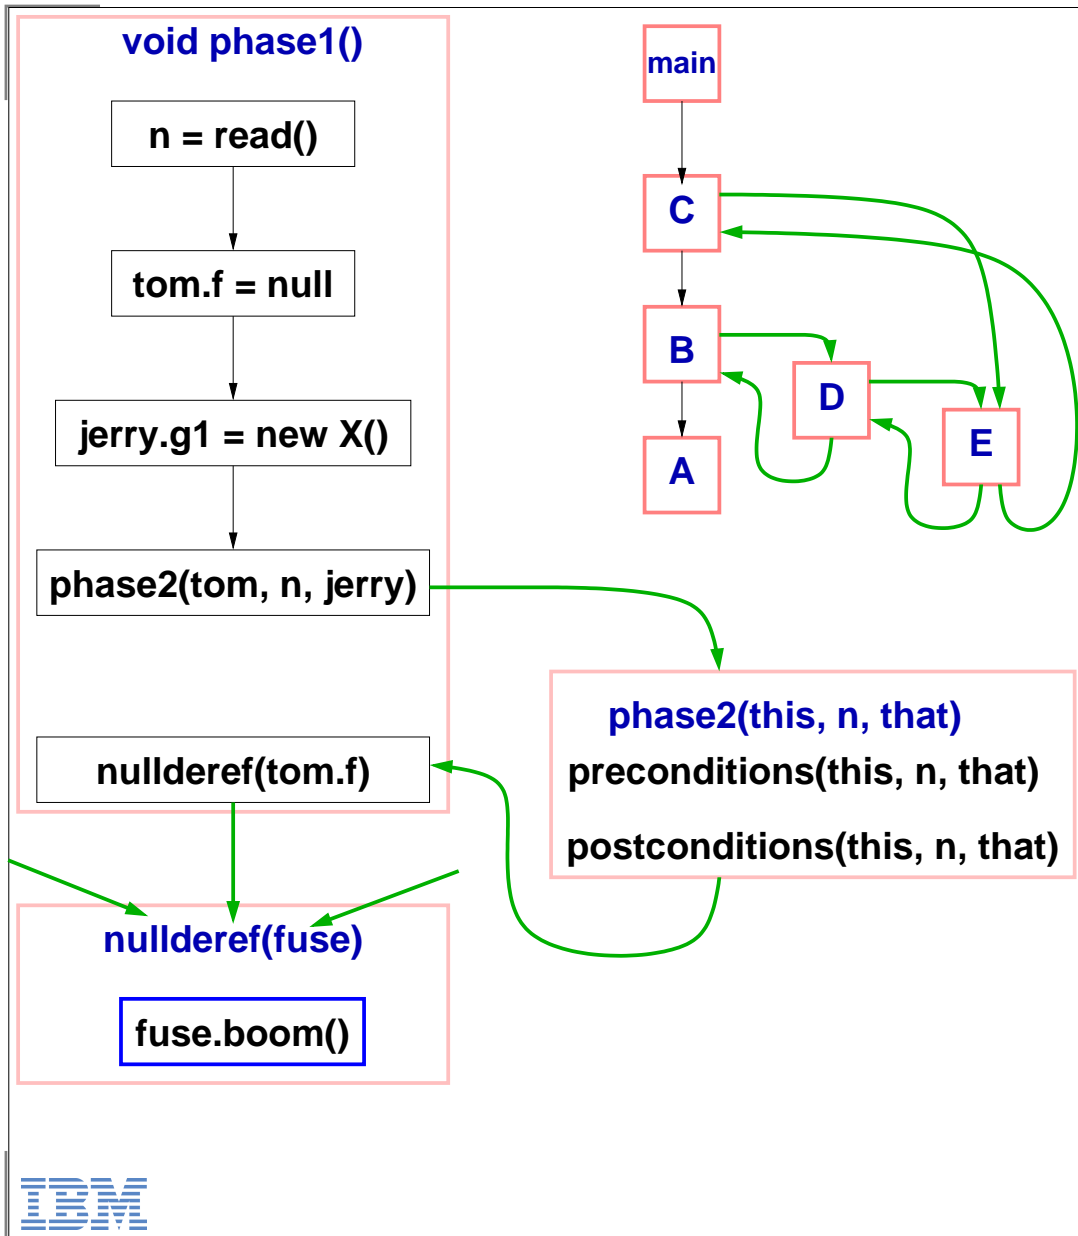 void phase1()
n = read()
tom.f = null
jerry.g1 = new X()
phase2(tom, n, jerry)
nullderef(tom.f)
nullderef(fuse)
fuse.boom()
main
C
B
D
E
A
phase2(this, n, that)
preconditions(this, n, that)
postconditions(this, n, that)
IBM